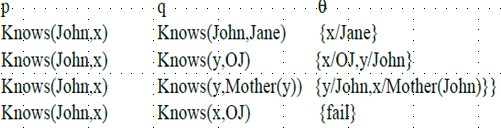 p q θ
Knows(John,x) Knows(John,Jane) {x/Jane}
Knows(John,x) Knows(y,OJ) {x/OJ,y/John}
Knows(John,x) Knows(y,Mother(y)) {y/John,x/Mother(John)}}
Knows(John,x) Knows(x,OJ) {fail}